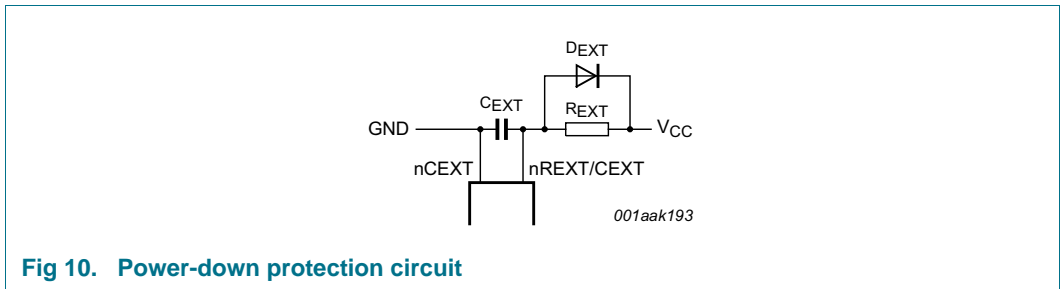 DEXT
CEXT
REXT
GND
VCC
nCEXT
nREXT/CEXT
001aak193
Fig 10. Power-down protection circuit